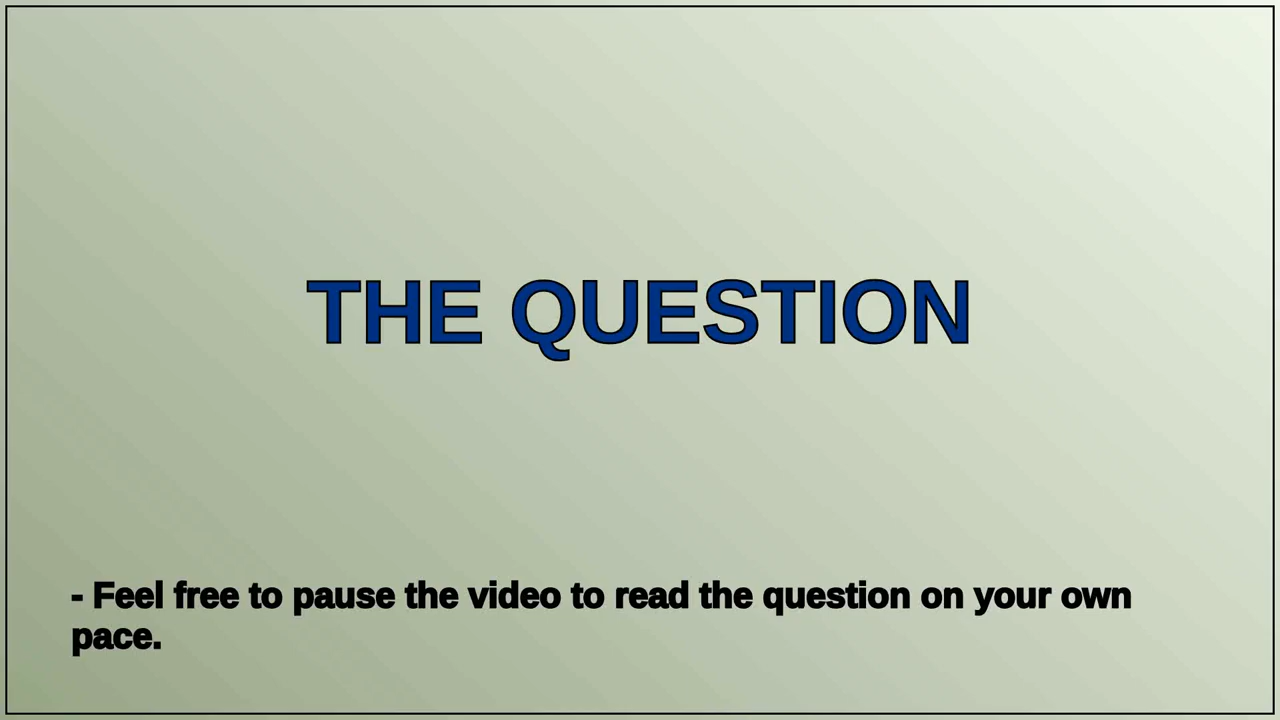 THE QUESTION
- Feel free to pause the video to read the question on your own
pace.